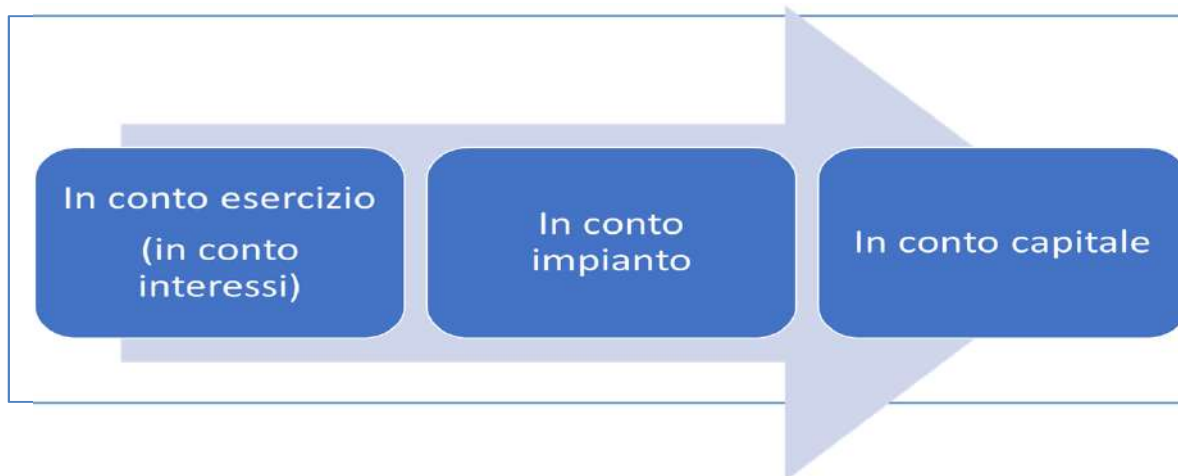 In conto esercizio
(in conto
interessi)
In conto
impianto
In conto capitale